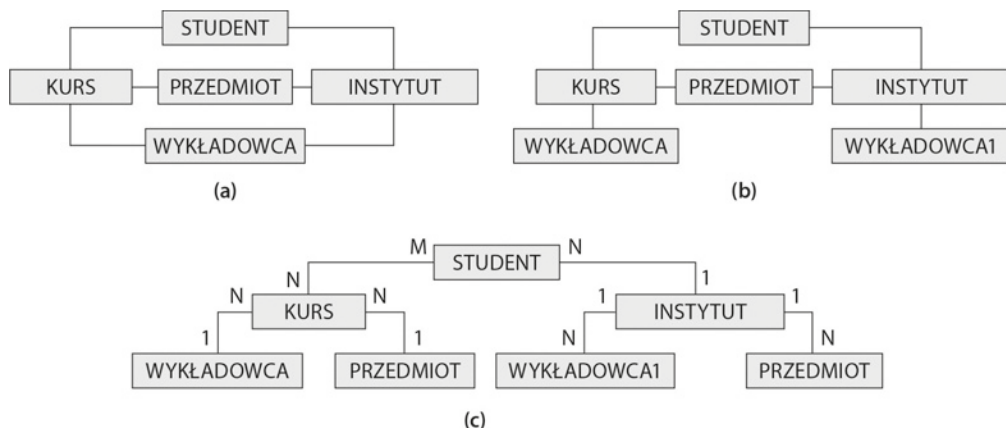 STUDENT
KURS PRZEDMIOT INSTYTUT
WYKŁADOWCA
(a)
STUDENT
KURS PRZEDMIOT INSTYTUT
WYKŁADOWCA WYKŁADOWCA1
(b)
M STUDENT N
N 1
N KURS N 1 INSTYTUT 1
1 1 N N
WYKŁADOWCA PRZEDMIOT WYKŁADOWCA1 PRZEDMIOT
(c)